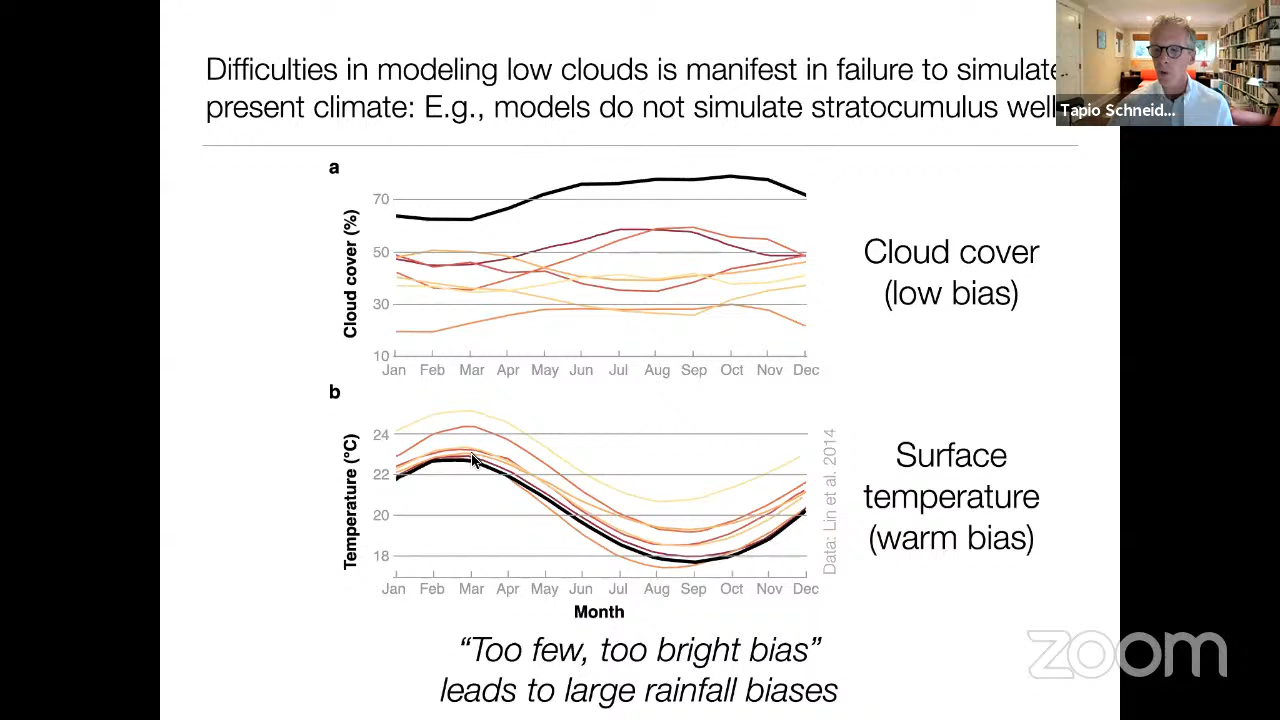 Difficulties in modeling low clouds is manifest in failure to simulate
present climate: E.g., models do not simulate stratocumulus well
Tapio Schneid...
a
70
50
30
10
Cloud cover (%)
Jan Feb Mar Apr May Jun Jul Aug Sep Oct Nov Dec
Cloud cover
(low bias)
b
24
22
20
18
Temperature (°C)
Jan Feb Mar Apr May Jun Jul Aug Sep Oct Nov Dec
Month
Data: Lin et al. 2014
Surface
temperature
(warm bias)
“Too few, too bright bias”
leads to large rainfall biases
zoom